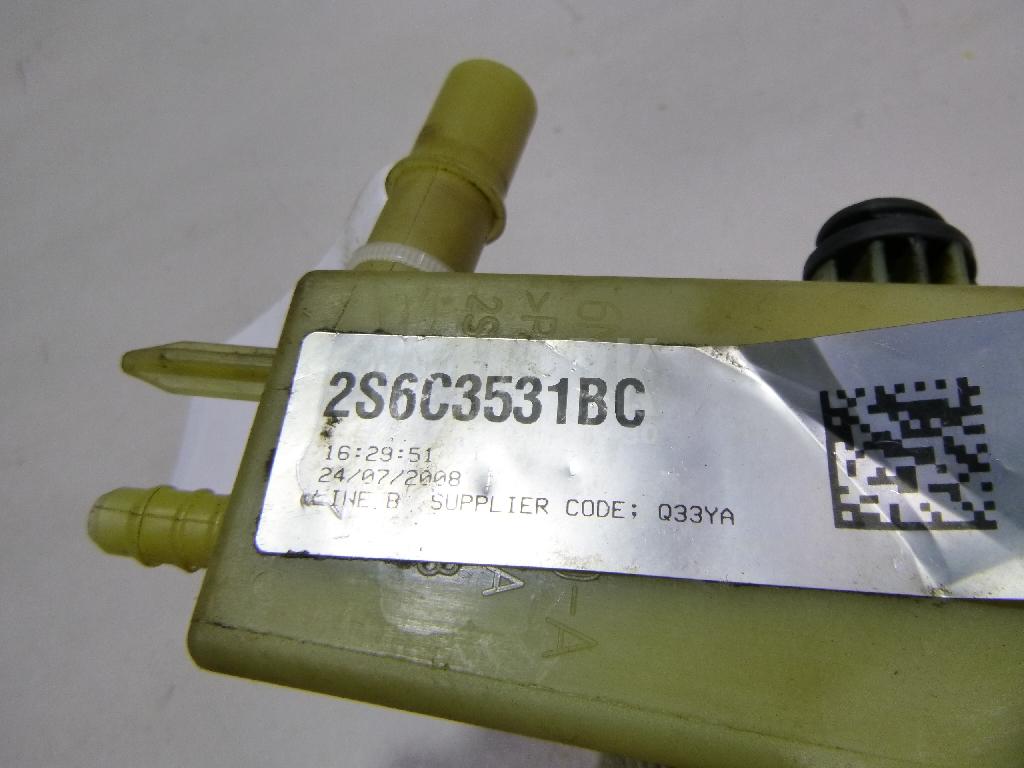 2S6C3531BC
16:29:51
24/07/2008
LINE B SUPPLIER CODE; Q33YA